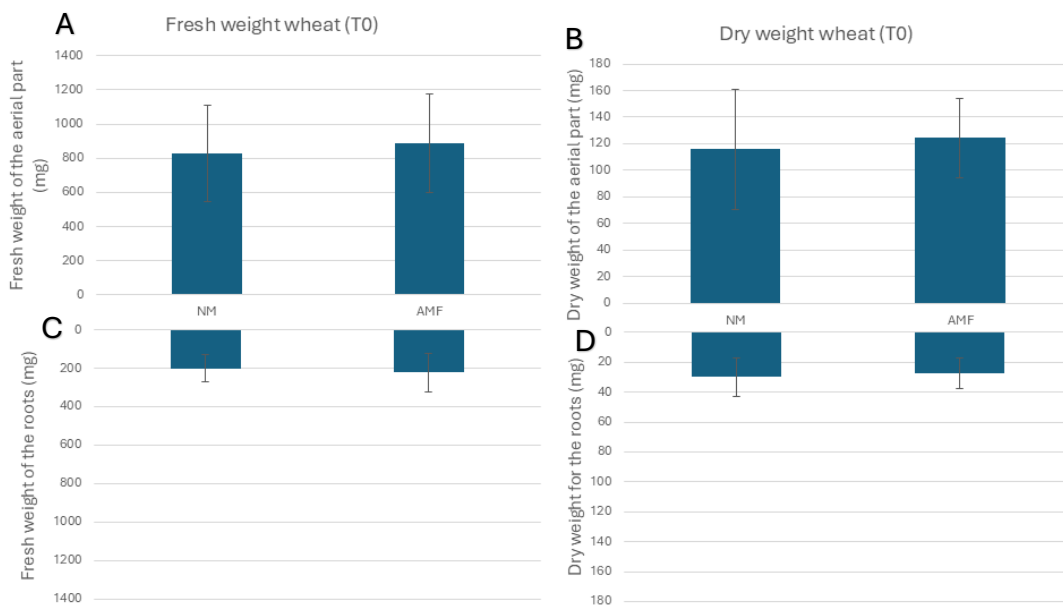 A
Fresh weight wheat (T0)
Fresh weight of the aerial part
(mg)
1400
1200
1000
800
600
400
200
0
NM
AMF
B
Dry weight wheat (T0)
Dry weight of the aerial part (mg)
180
160
140
120
100
80
60
40
20
0
NM
AMF
C
Fresh weight of the roots (mg)
0
200
400
600
800
1000
1200
1400
D
Dry weight for the roots (mg)
0
20
40
60
80
100
120
140
160
180